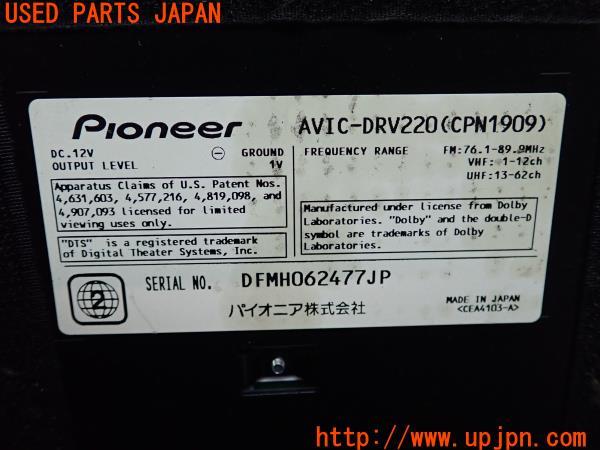 USED PARTS JAPAN
Pioneer
AVIC-DRV220(CPN1909)
DC.12V ⊖ GROUND
OUTPUT LEVEL 1V
FREQUENCY RANGE FM:76.1-89.9MHz
VHF: 1-12ch
UHF:13-62ch
Apparatus Claims of U.S. Patent Nos.
4,631,603, 4,577,216, 4,819,098, and
4,907,093 licensed for limited
viewing uses only.
Manufactured under license from Dolby
Laboratories. "Dolby" and the double-D
symbol are trademarks of Dolby
Laboratories.
"DTS" is a registered trademark
of Digital Theater Systems, Inc.
2
SERIAL NO. DFMH062477JP
パイオニア株式会社
MADE IN JAPAN
<CEA4103-A>
http://www.upjpn.com/